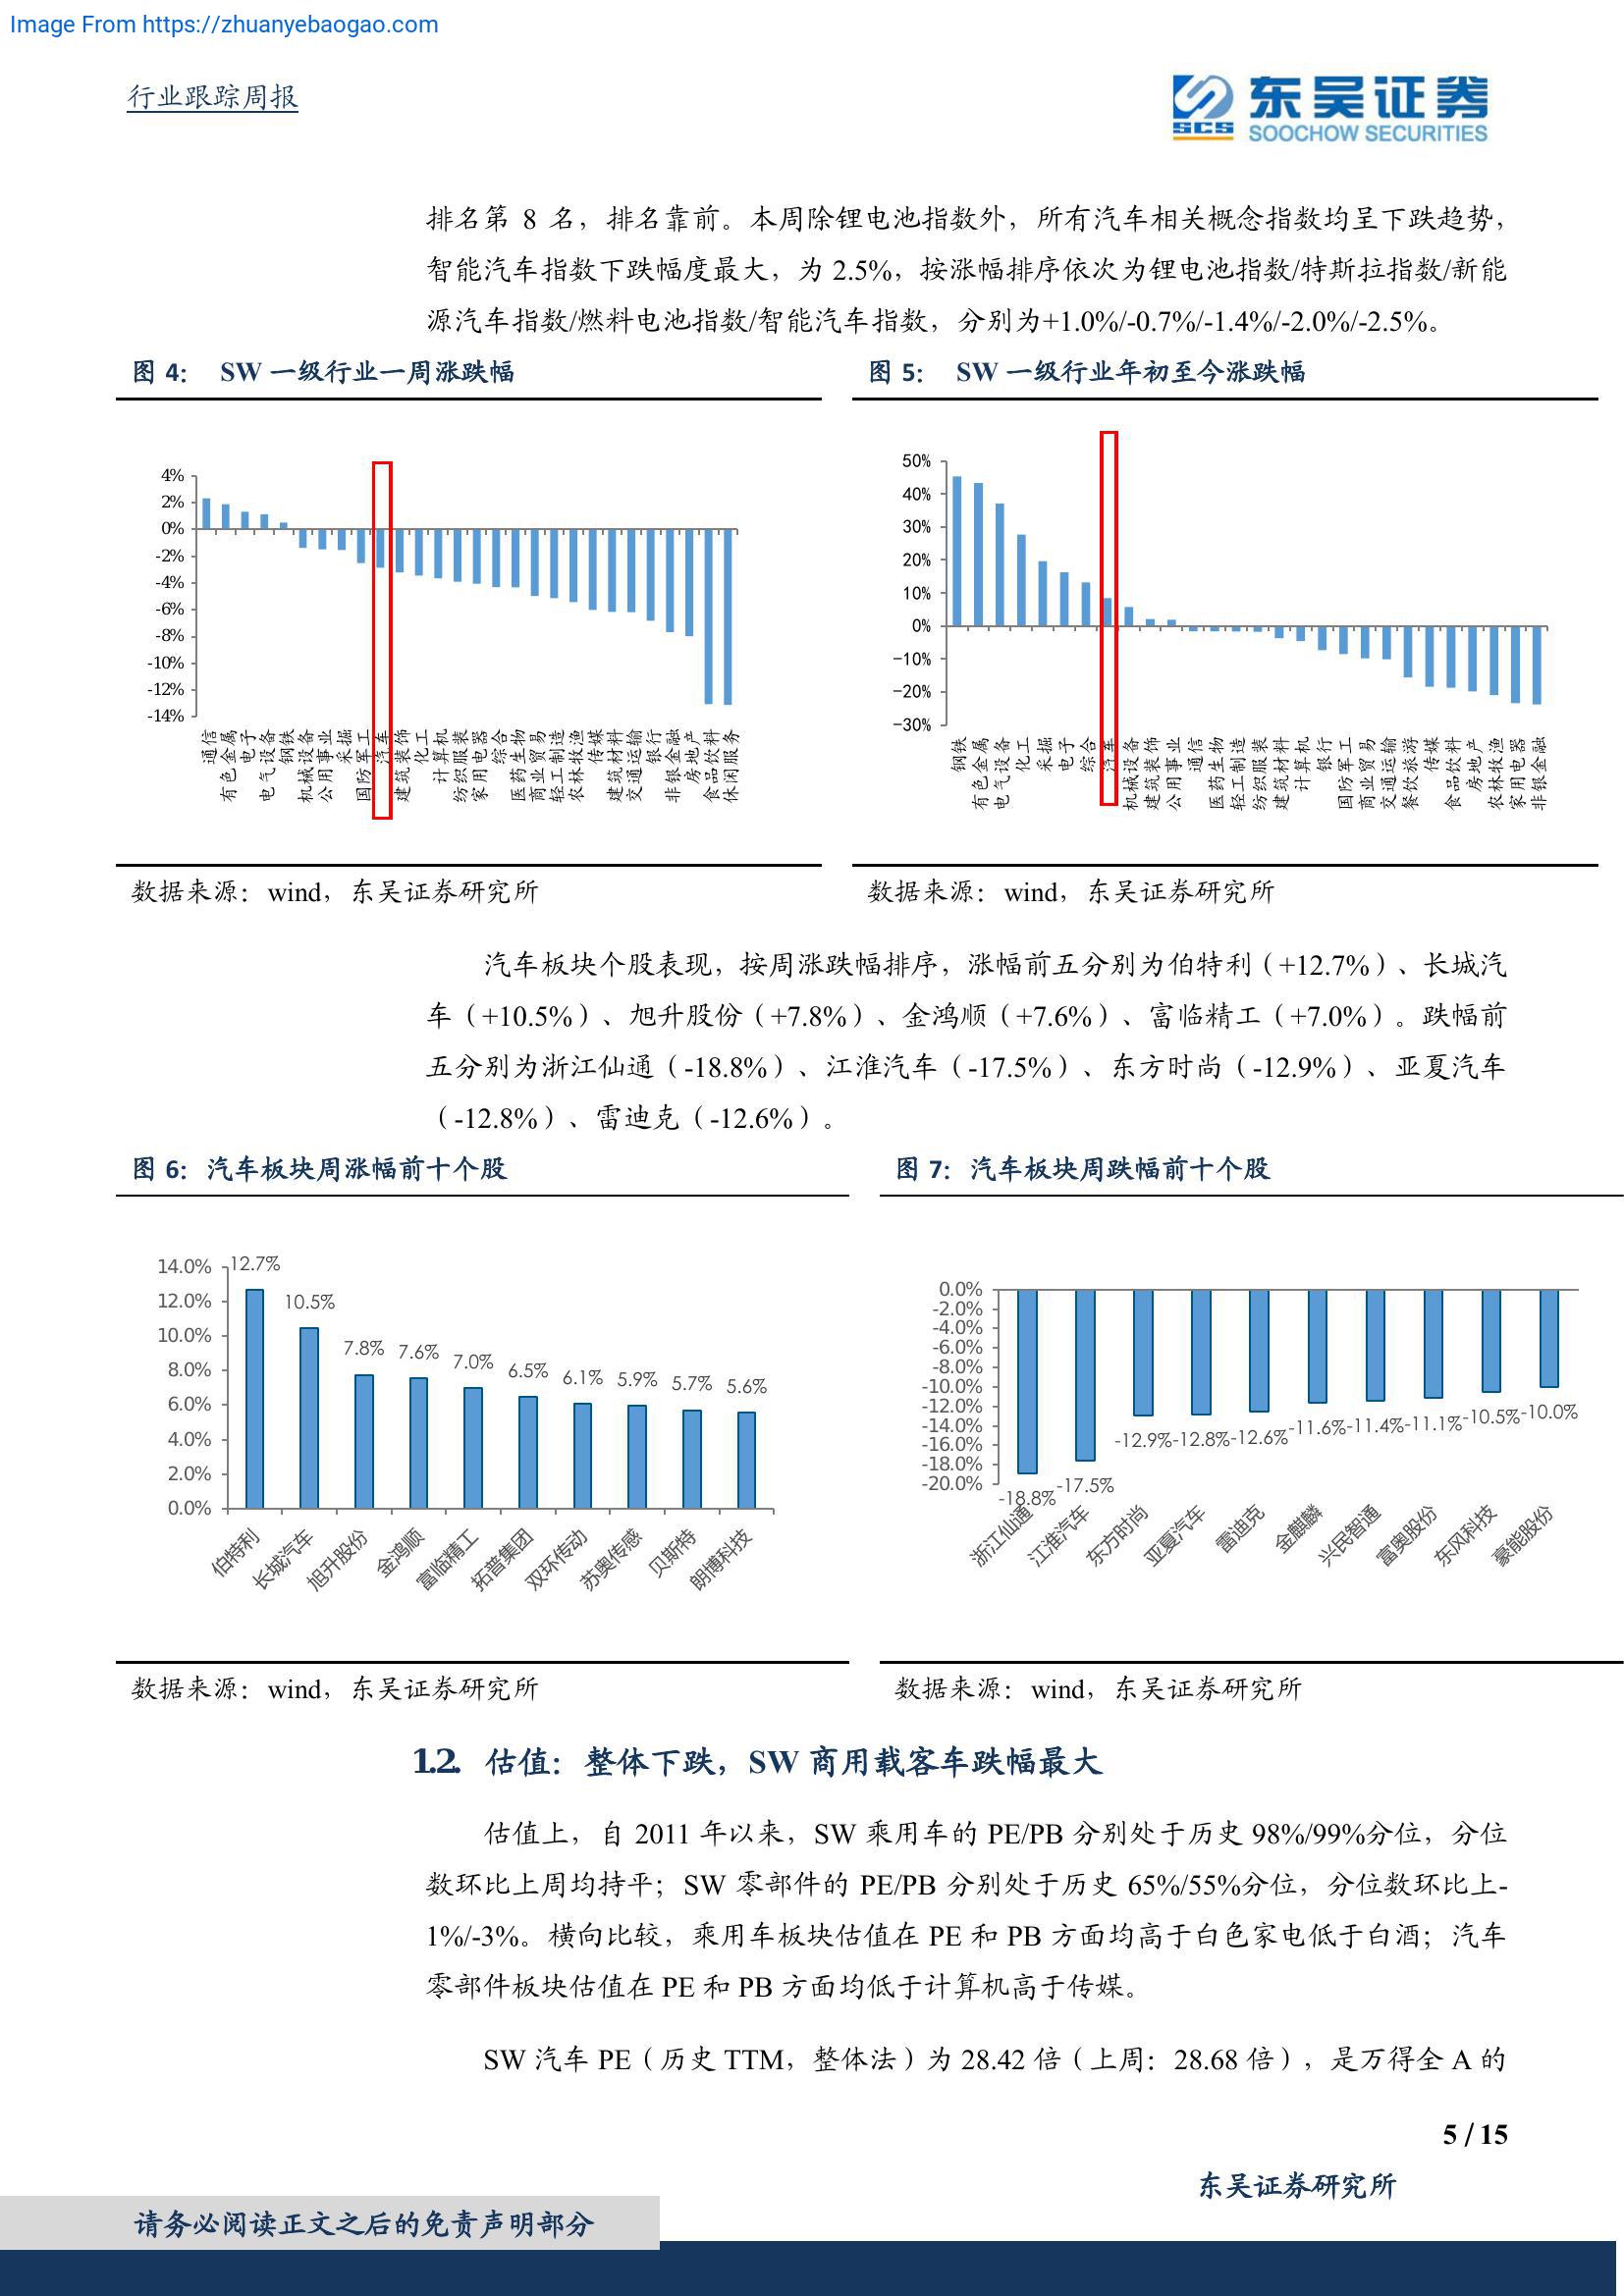 Image From https://zhuanyebaogao.com
行业跟踪周报
东吴证券
SCS SOOCHOW SECURITIES
排名第 8 名，排名靠前。本周除锂电池指数外，所有汽车相关概念指数均呈下跌趋势，
智能汽车指数下跌幅度最大，为 2.5%，按涨幅排序依次为锂电池指数/特斯拉指数/新能
源汽车指数/燃料电池指数/智能汽车指数，分别为+1.0%/-0.7%/-1.4%/-2.0%/-2.5%。
图 4： SW 一级行业一周涨跌幅
4%
2%
0%
-2%
-4%
-6%
-8%
-10%
-12%
-14%
通信
有色金属
电子
电气设备
钢铁
机械设备
公用事业
采掘
国防军工
汽车
建筑装饰
化工
计算机
纺织服装
家用电器
综合
医药生物
商业贸易
轻工制造
农林牧渔
传媒
建筑材料
交通运输
银行
非银金融
房地产
食品饮料
休闲服务
数据来源：wind，东吴证券研究所
图 5： SW 一级行业年初至今涨跌幅
50%
40%
30%
20%
10%
0%
-10%
-20%
-30%
钢铁
有色金属
电气设备
化工
采掘
电子
综合
汽车
机械设备
建筑装饰
公用事业
通信
医药生物
轻工制造
纺织服装
建筑材料
计算机
银行
国防军工
商业贸易
交通运输
餐饮旅游
传媒
食品饮料
房地产
农林牧渔
家用电器
非银金融
数据来源：wind，东吴证券研究所
汽车板块个股表现，按周涨跌幅排序，涨幅前五分别为伯特利（+12.7%）、长城汽
车（+10.5%）、旭升股份（+7.8%）、金鸿顺（+7.6%）、富临精工（+7.0%）。跌幅前
五分别为浙江仙通（-18.8%）、江淮汽车（-17.5%）、东方时尚（-12.9%）、亚夏汽车
（-12.8%）、雷迪克（-12.6%）。
图 6：汽车板块周涨幅前十个股
14.0%
12.0%
10.0%
8.0%
6.0%
4.0%
2.0%
0.0%
12.7%
10.5%
7.8%
7.6%
7.0%
6.5%
6.1%
5.9%
5.7%
5.6%
伯特利
长城汽车
旭升股份
金鸿顺
富临精工
拓普集团
双环传动
苏奥传感
贝斯特
朗博科技
数据来源：wind，东吴证券研究所
图 7：汽车板块周跌幅前十个股
0.0%
-2.0%
-4.0%
-6.0%
-8.0%
-10.0%
-12.0%
-14.0%
-16.0%
-18.0%
-20.0%
-18.8%
-17.5%
-12.9%
-12.8%
-12.6%
-11.6%
-11.4%
-11.1%
-10.5%
-10.0%
浙江仙通
江淮汽车
东方时尚
亚夏汽车
雷迪克
金麒麟
兴民智通
富奥股份
东风科技
豪能股份
数据来源：wind，东吴证券研究所
1.2. 估值：整体下跌，SW 商用载客车跌幅最大
估值上，自 2011 年以来，SW 乘用车的 PE/PB 分别处于历史 98%/99%分位，分位
数环比上周均持平；SW 零部件的 PE/PB 分别处于历史 65%/55%分位，分位数环比上-
1%/-3%。横向比较，乘用车板块估值在 PE 和 PB 方面均高于白色家电低于白酒；汽车
零部件板块估值在 PE 和 PB 方面均低于计算机高于传媒。
SW 汽车 PE（历史 TTM，整体法）为 28.42 倍（上周：28.68 倍），是万得全 A 的
5 / 15
东吴证券研究所
请务必阅读正文之后的免责声明部分